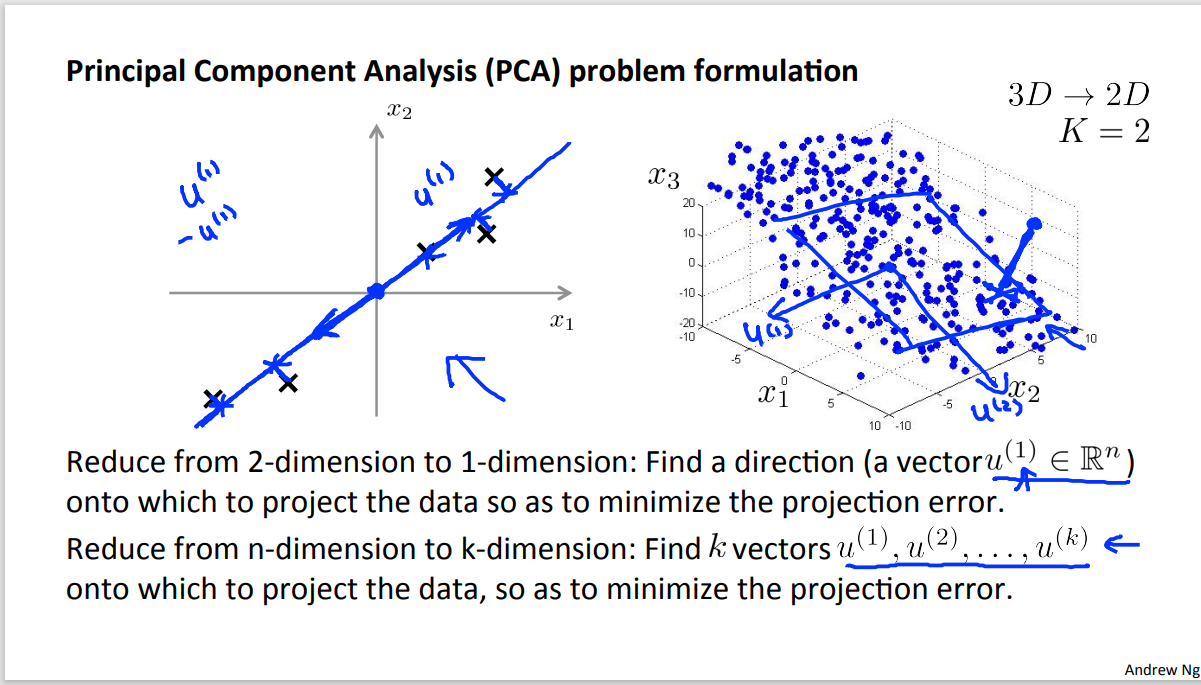 Principal Component Analysis (PCA) problem formulation
3D → 2D
K = 2
x₂
x₁
u⁽¹⁾
-u⁽¹⁾
u⁽¹⁾
x₃
20
10
0
-10
-20
-10
-5
0
5
10
-10
-5
0
5
10
x₁
x₂
u⁽¹⁾
u⁽²⁾
Reduce from 2-dimension to 1-dimension: Find a direction (a vector u⁽¹⁾ ∈ ℝⁿ)
onto which to project the data so as to minimize the projection error.
Reduce from n-dimension to k-dimension: Find k vectors u⁽¹⁾, u⁽²⁾, . . . , u⁽ᵏ⁾
onto which to project the data, so as to minimize the projection error.
Andrew Ng